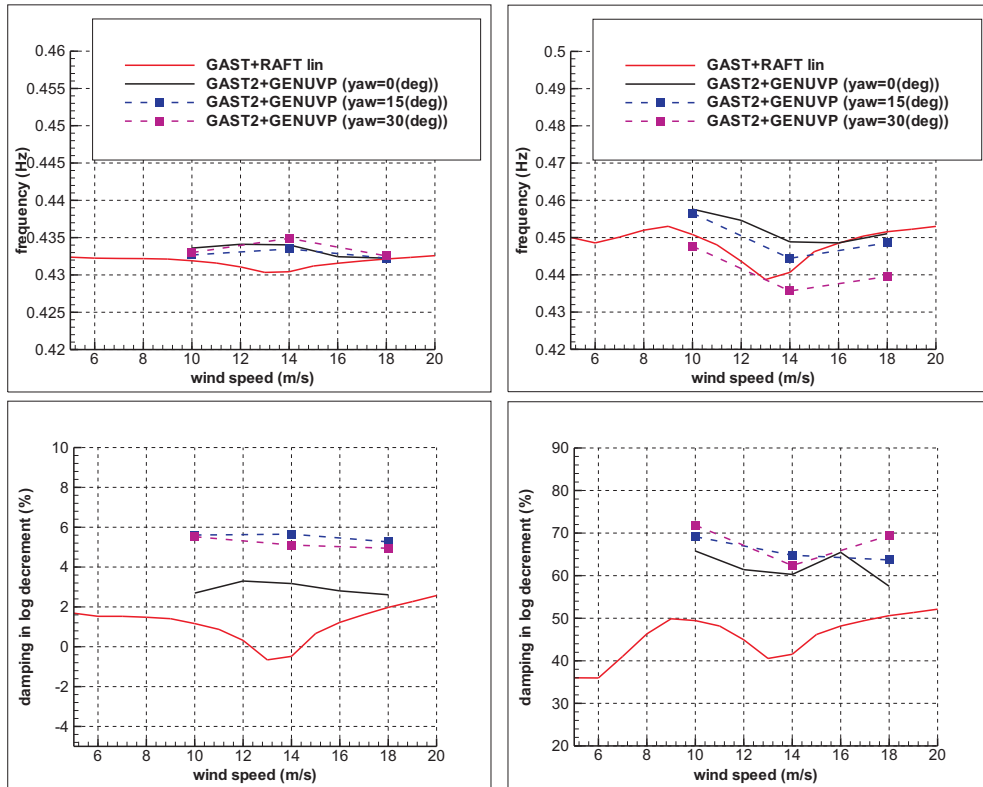 0.46
0.455
0.45
0.445
0.44
0.435
0.43
0.425
0.42
frequency (Hz)
GAST+RAFT lin
GAST2+GENUVP (yaw=0(deg))
GAST2+GENUVP (yaw=15(deg))
GAST2+GENUVP (yaw=30(deg))
6 8 10 12 14 16 18 20
wind speed (m/s)
0.5
0.47
0.46
0.45
0.44
0.43
0.42
frequency (Hz)
GAST+RAFT lin
GAST2+GENUVP (yaw=0(deg))
GAST2+GENUVP (yaw=15(deg))
GAST2+GENUVP (yaw=30(deg))
6 8 10 12 14 16 18 20
wind speed (m/s)
10
8
6
4
2
0
-2
-4
damping in log decrement (%)
6 8 10 12 14 16 18 20
wind speed (m/s)
90
80
70
60
50
40
30
20
damping in log decrement (%)
6 8 10 12 14 16 18 20
wind speed (m/s)